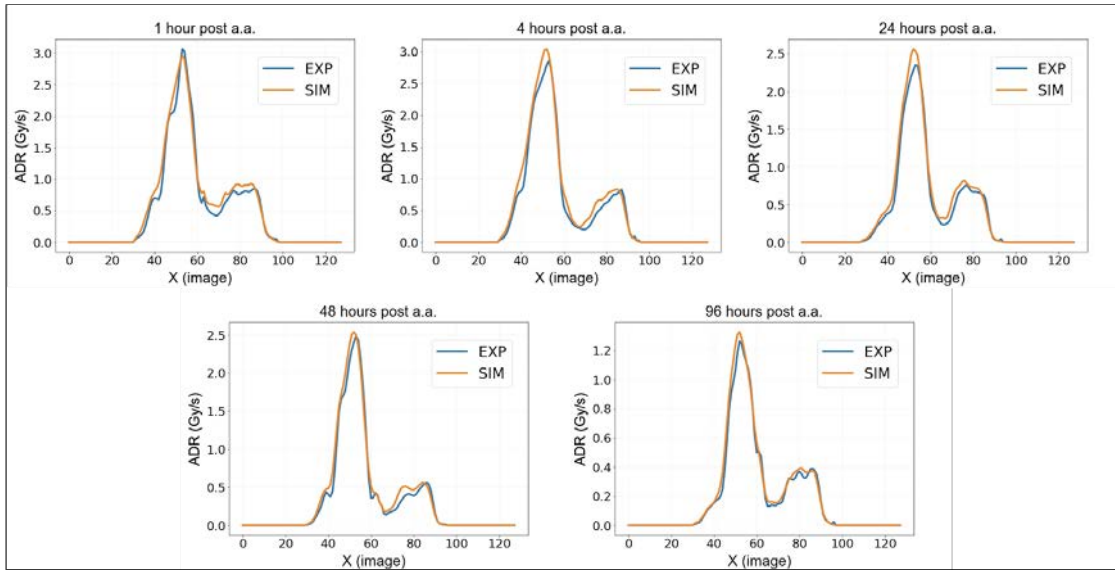 1 hour post a.a.
ADR (Gy/s)
3.0
2.5
2.0
1.5
1.0
0.5
0.0
EXP
SIM
0 20 40 60 80 100 120
X (image)
4 hours post a.a.
ADR (Gy/s)
3.0
2.5
2.0
1.5
1.0
0.5
0.0
EXP
SIM
0 20 40 60 80 100 120
X (image)
24 hours post a.a.
ADR (Gy/s)
2.5
2.0
1.5
1.0
0.5
0.0
EXP
SIM
0 20 40 60 80 100 120
X (image)
48 hours post a.a.
ADR (Gy/s)
2.5
2.0
1.5
1.0
0.5
0.0
EXP
SIM
0 20 40 60 80 100 120
X (image)
96 hours post a.a.
ADR (Gy/s)
1.2
1.0
0.8
0.6
0.4
0.2
0.0
EXP
SIM
0 20 40 60 80 100 120
X (image)